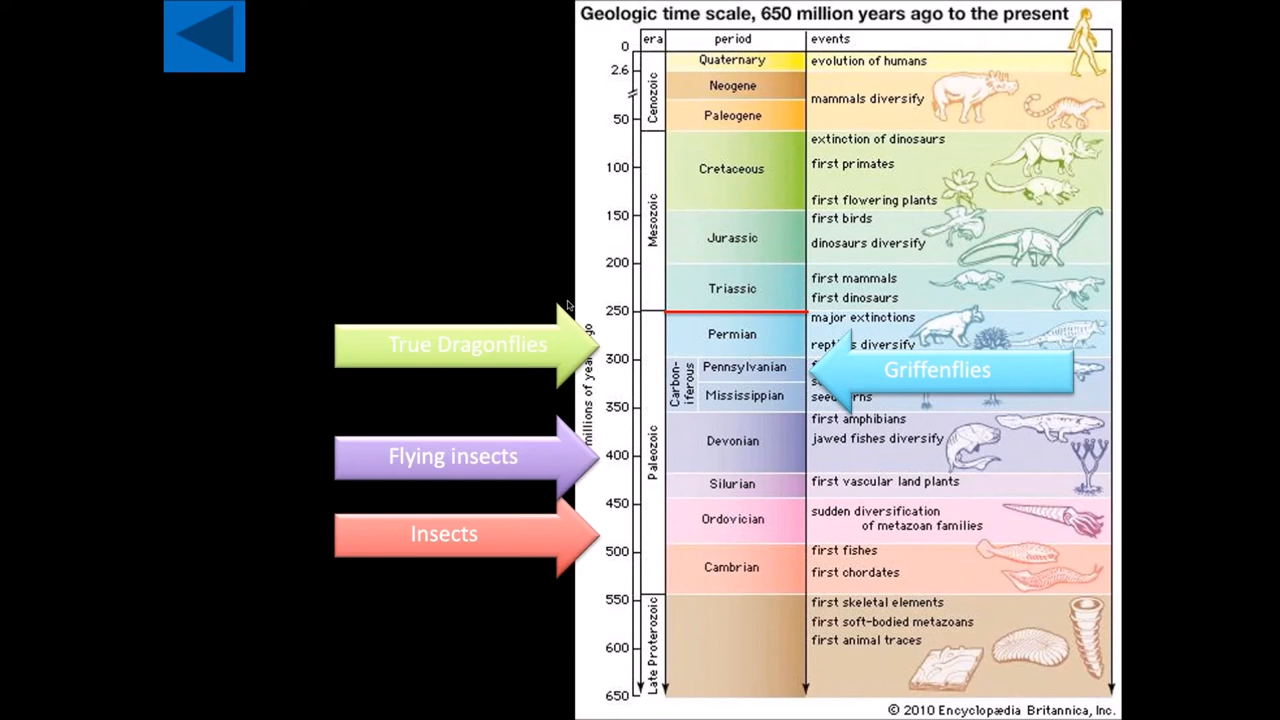 Geologic time scale, 650 million years ago to the present
era period events
0
Quaternary evolution of humans
2.6
Cenozoic
Neogene
mammals diversify
Paleogene
50
extinction of dinosaurs
first primates
100
Cretaceous
first flowering plants
150
Mesozoic
first birds
Jurassic
dinosaurs diversify
200
first mammals
Triassic
first dinosaurs
250
major extinctions
Permian
diversify
True Dragonflies
300
millions of
Carbon-
iferous
Pennsylvanian
Griffenflies
Mississippian
350
first amphibians
jawed fishes diversify
Devonian
Paleozoic
Flying insects
400
Silurian first vascular land plants
450
Ordovician
sudden diversification
of metazoan families
Insects
500
first fishes
Cambrian
first chordates
550
Late Proterozoic
first skeletal elements
first soft-bodied metazoans
first animal traces
600
650
© 2010 Encyclopædia Britannica, Inc.